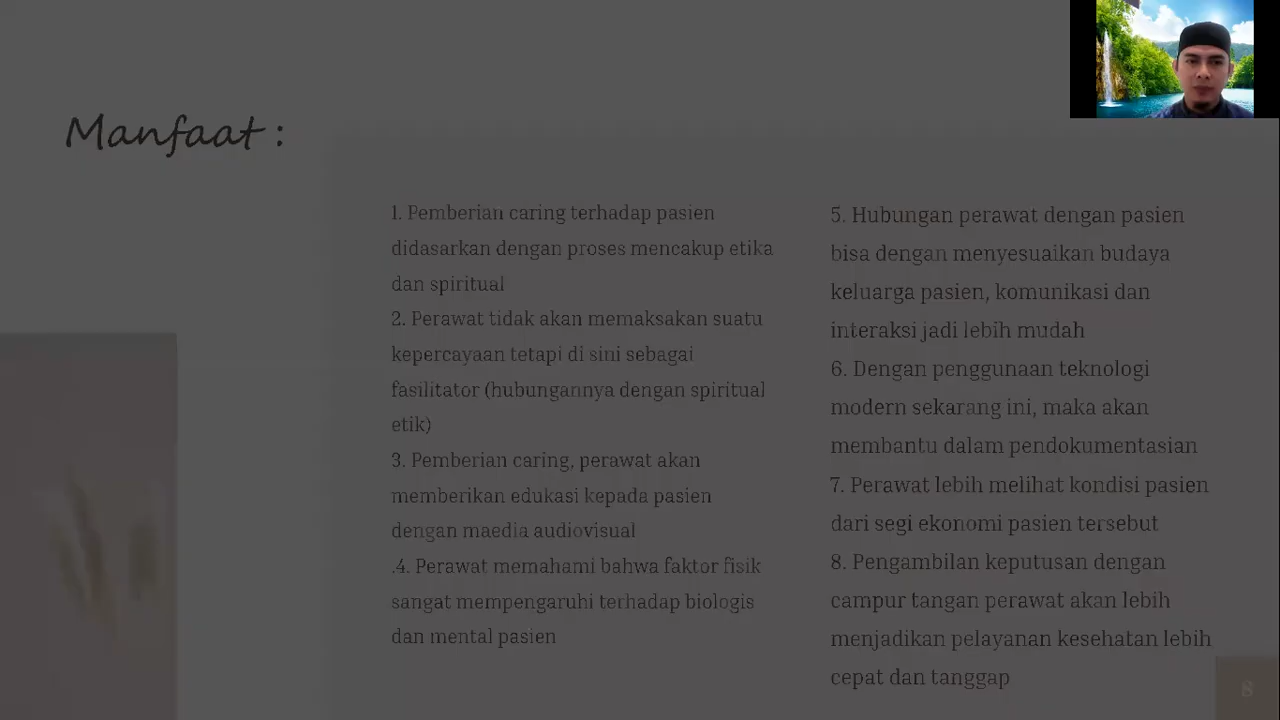 Manfaat :
1. Pemberian caring terhadap pasien
didasarkan dengan proses mencakup etika
dan spiritual
2. Perawat tidak akan memaksakan suatu
kepercayaan tetapi di sini sebagai
fasilitator (hubungannya dengan spiritual
etik)
3. Pemberian caring, perawat akan
memberikan edukasi kepada pasien
dengan maedia audiovisual
.4. Perawat memahami bahwa faktor fisik
sangat mempengaruhi terhadap biologis
dan mental pasien
5. Hubungan perawat dengan pasien
bisa dengan menyesuaikan budaya
keluarga pasien, komunikasi dan
interaksi jadi lebih mudah
6. Dengan penggunaan teknologi
modern sekarang ini, maka akan
membantu dalam pendokumentasian
7. Perawat lebih melihat kondisi pasien
dari segi ekonomi pasien tersebut
8. Pengambilan keputusan dengan
campur tangan perawat akan lebih
menjadikan pelayanan kesehatan lebih
cepat dan tanggap
8